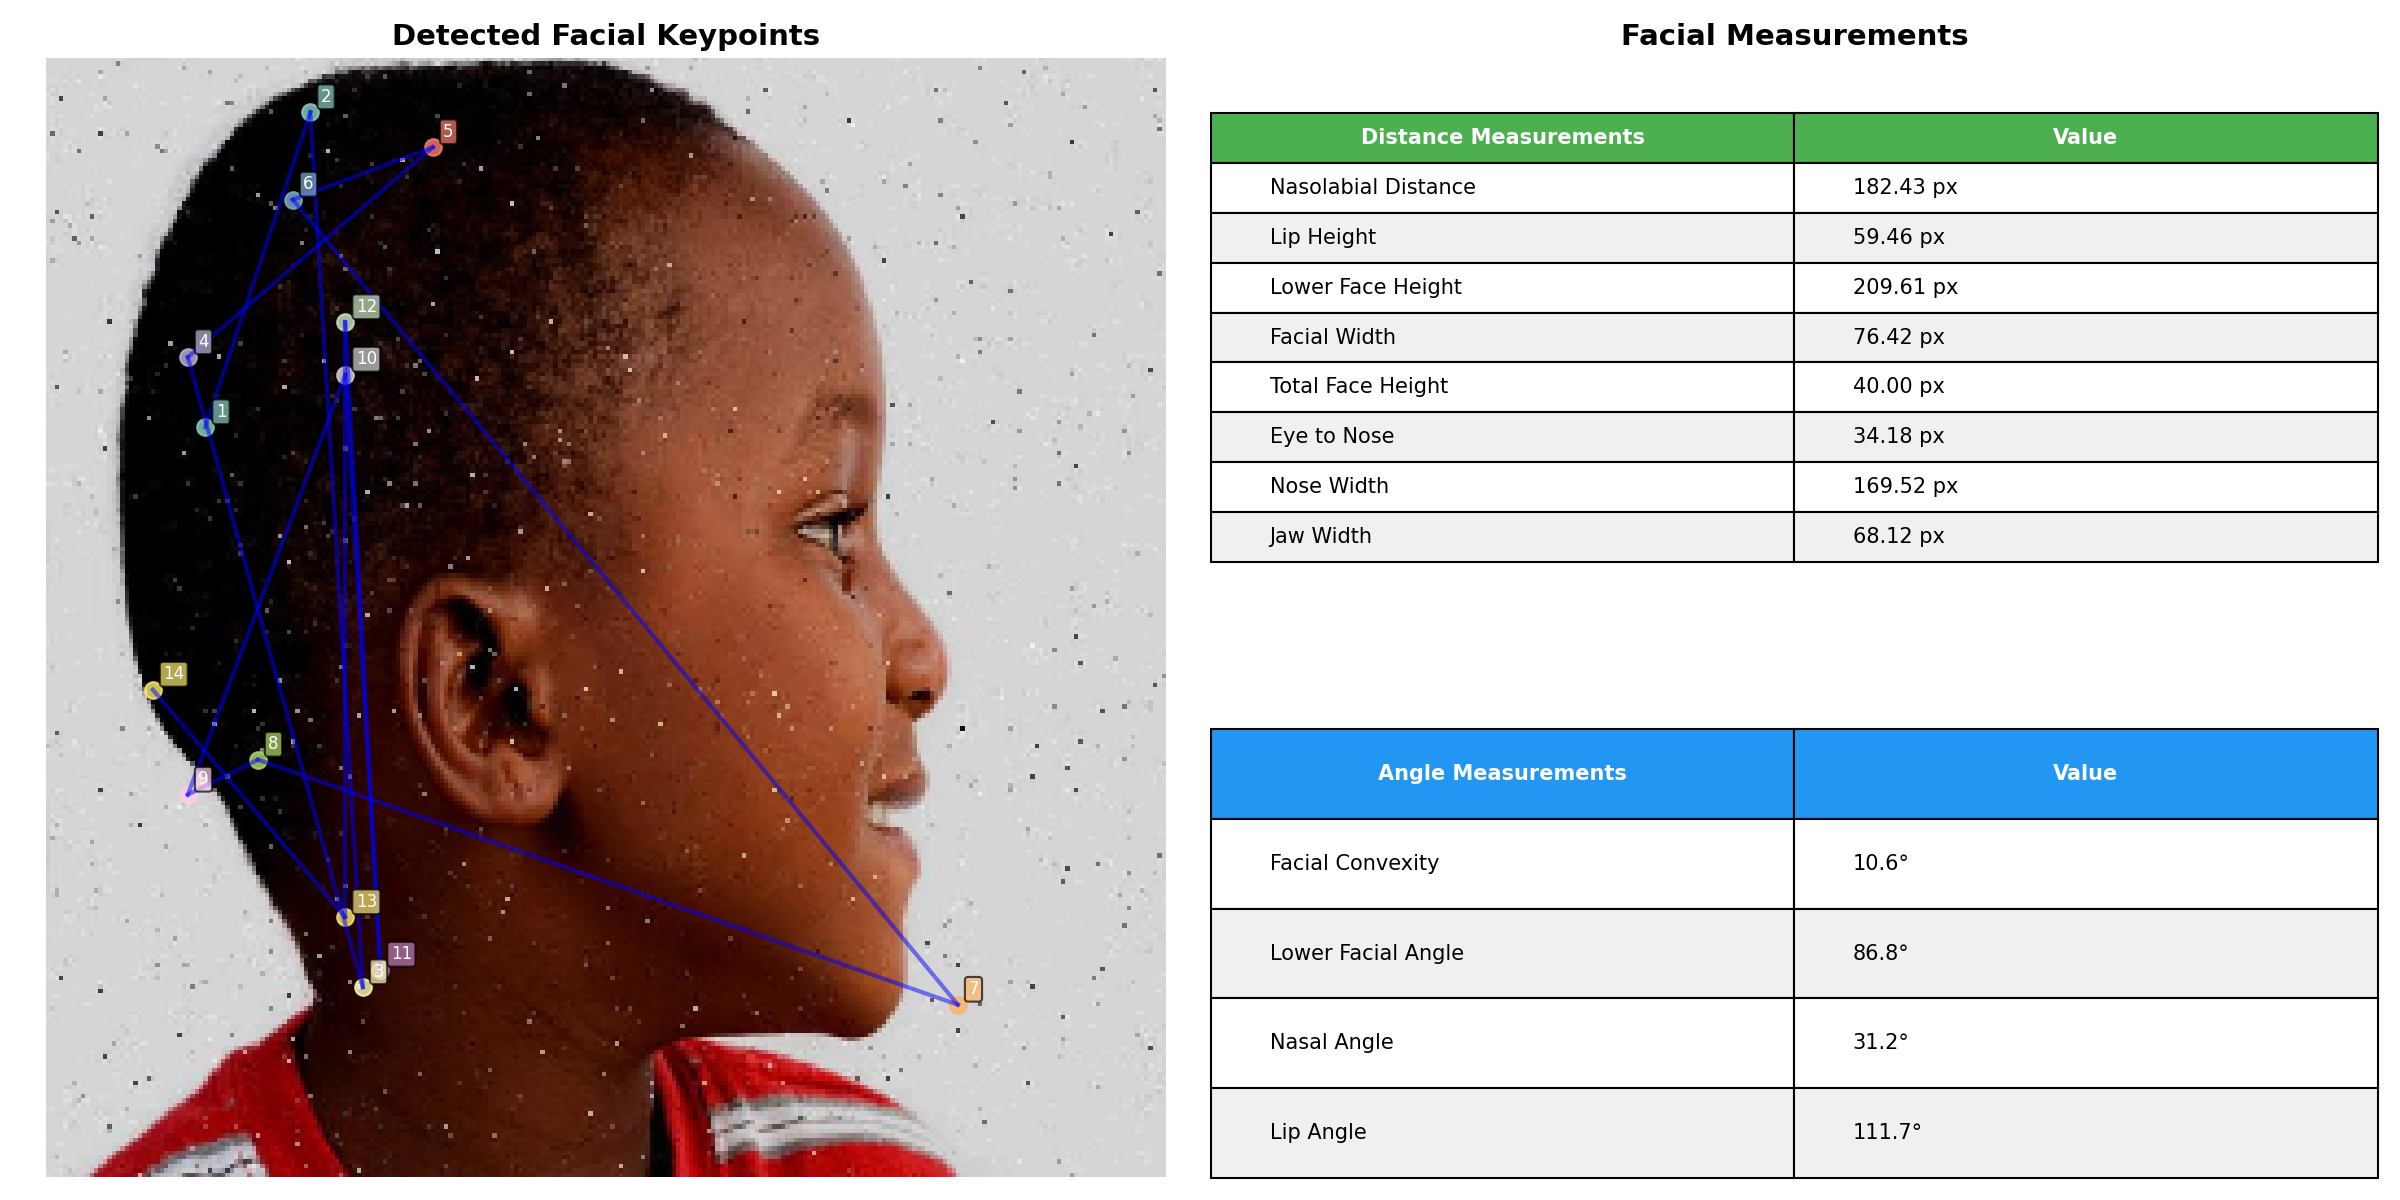 Detected Facial Keypoints
2
5
6
12
4
10
1
14
8
9
13
11
3
7
Facial Measurements
Distance Measurements Value
Nasolabial Distance 182.43 px
Lip Height 59.46 px
Lower Face Height 209.61 px
Facial Width 76.42 px
Total Face Height 40.00 px
Eye to Nose 34.18 px
Nose Width 169.52 px
Jaw Width 68.12 px
Angle Measurements Value
Facial Convexity 10.6°
Lower Facial Angle 86.8°
Nasal Angle 31.2°
Lip Angle 111.7°